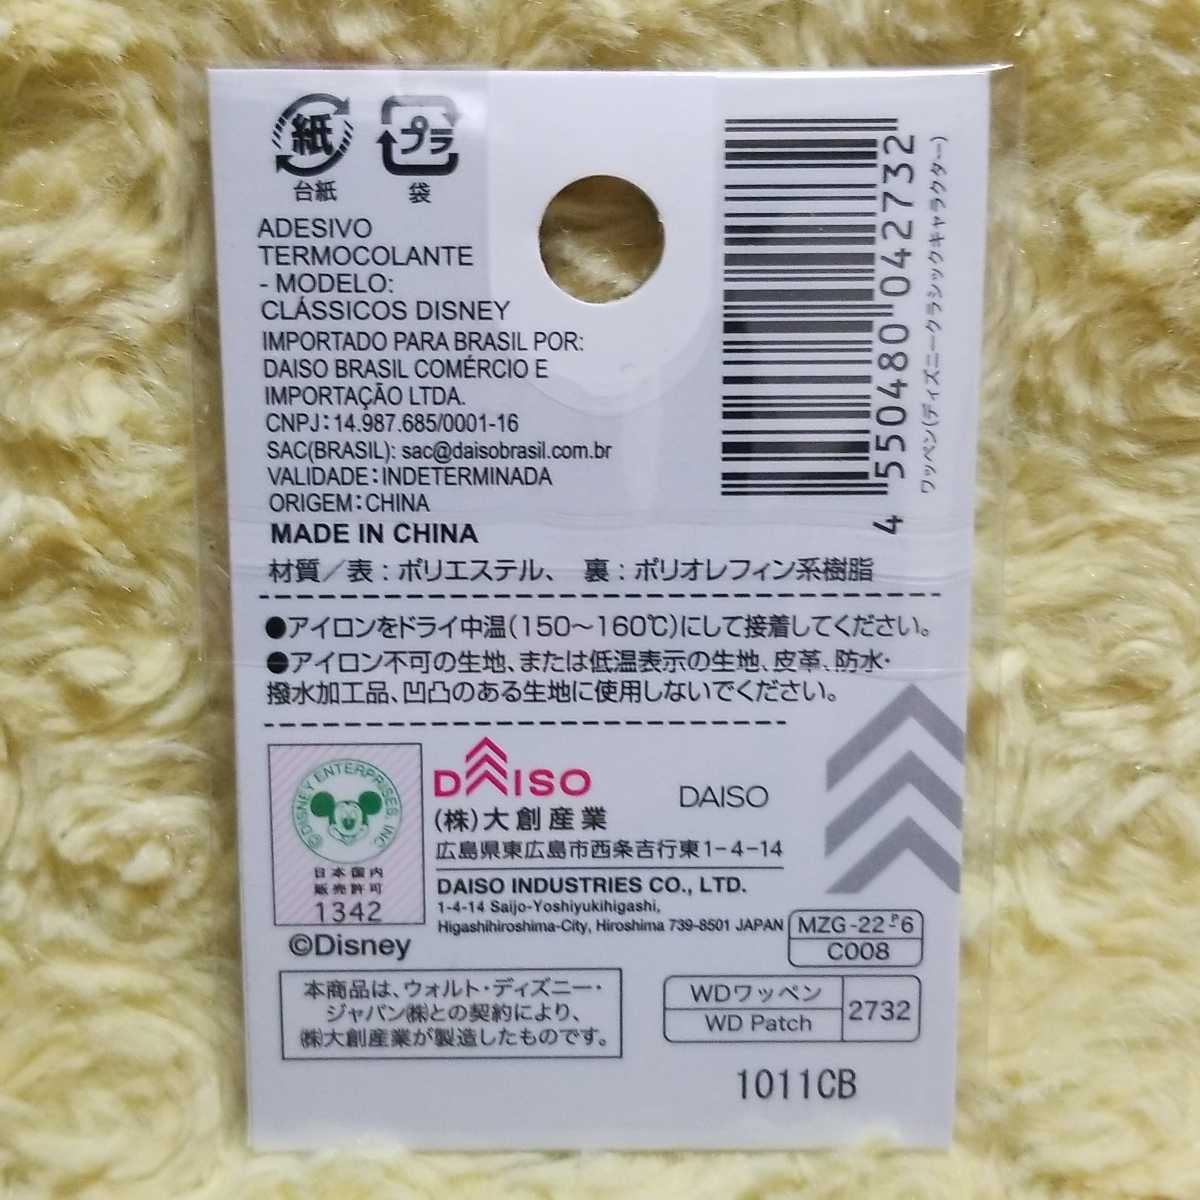 紙
プラ
台紙
袋
ADESIVO
TERMOCOLANTE
- MODELO:
CLÁSSICOS DISNEY
IMPORTADO PARA BRASIL POR:
DAISO BRASIL COMÉRCIO E
IMPORTAÇÃO LTDA.
CNPJ:14.987.685/0001-16
SAC(BRASIL): sac@daisobrasil.com.br
VALIDADE:INDETERMINADA
ORIGEM:CHINA
MADE IN CHINA
4 550480 042732
ワッペン(ディズニークラシックキャラクター)
材質/表:ポリエステル、 裏:ポリオレフィン系樹脂
●アイロンをドライ中温(150〜160℃)にして接着してください。
●アイロン不可の生地、または低温表示の生地、皮革、防水・
撥水加工品、凹凸のある生地に使用しないでください。
©DISNEY ENTERPRISES, INC
日本国内
販売許可
1342
©Disney
DAISO
DAISO
(株)大創産業
広島県東広島市西条吉行東1-4-14
DAISO INDUSTRIES CO., LTD.
1-4-14 Saijo-Yoshiyukihigashi,
Higashihiroshima-City, Hiroshima 739-8501 JAPAN
MZG-22-P6
C008
本商品は、ウォルト・ディズニー・
ジャパン㈱との契約により、
㈱大創産業が製造したものです。
WDワッペン
WD Patch
2732
1011CB